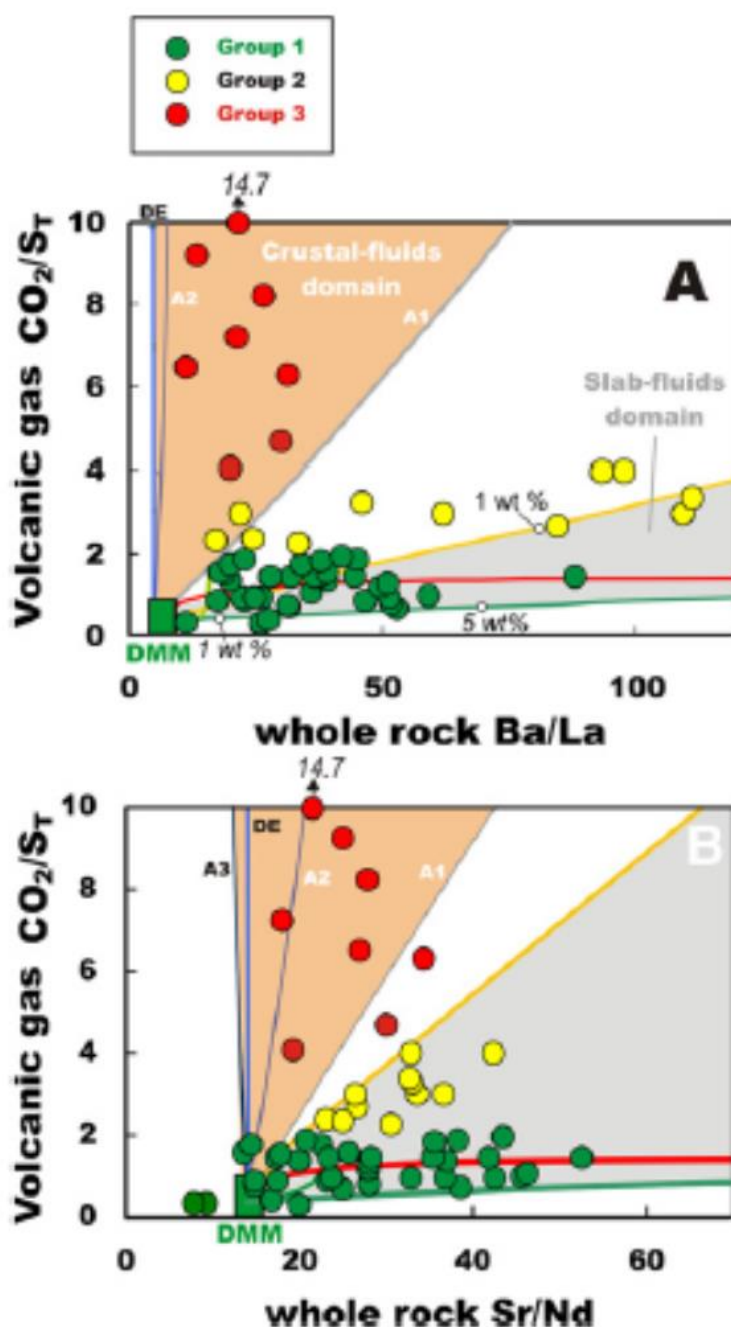 Group 1
Group 2
Group 3
14.7
DE
10
8
6
4
2
0
Volcanic gas CO₂/S_T
A2
Crustal-fluids
domain
A1
A
Slab-fluids
domain
1 wt %
5 wt%
DMM
1 wt %
0
50
100
whole rock Ba/La
14.7
10
8
6
4
2
0
Volcanic gas CO₂/S_T
A3
DE
A2
A1
B
DMM
0
20
40
60
whole rock Sr/Nd